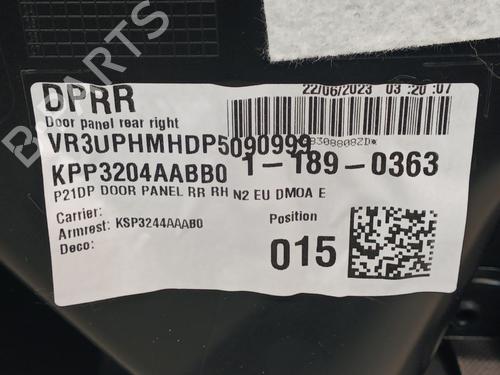 DPRR
22/06/2023 03:20:07
Door panel rear right
VR3UPHMHDP5090999
KPP3204AABB0
1-189-0363
P21DP DOOR PANEL RR RH N2 EU DMOA E
Carrier:
Armrest: KSP3244AAAB0
Deco:
Position
015
B-PARTS